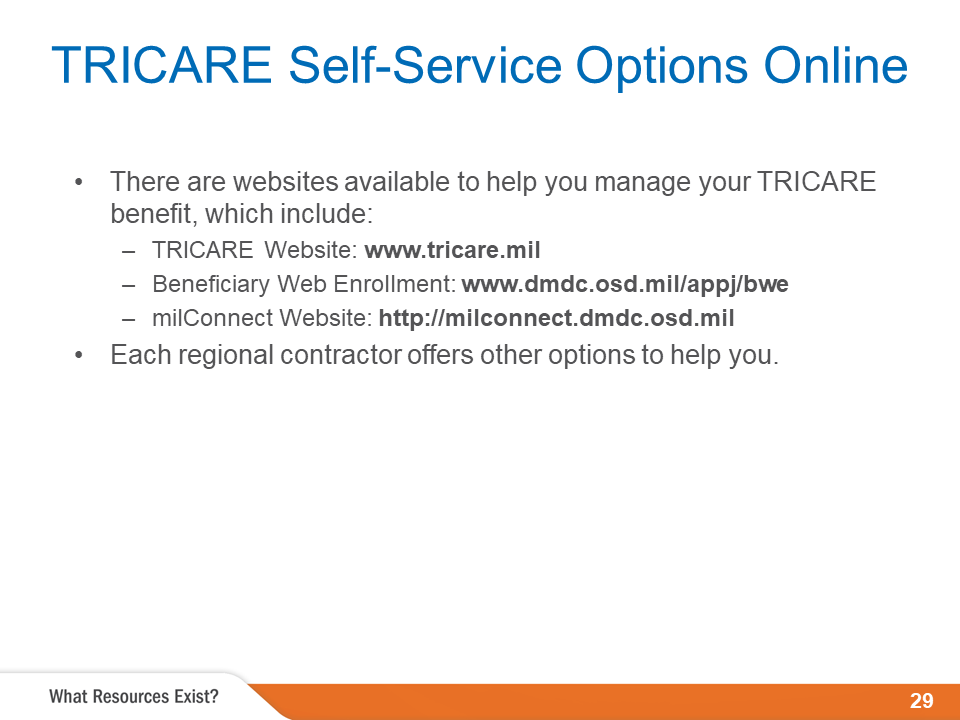 TRICARE Self-Service Options Online
• There are websites available to help you manage your TRICARE
benefit, which include:
– TRICARE Website: www.tricare.mil
– Beneficiary Web Enrollment: www.dmdc.osd.mil/appj/bwe
– milConnect Website: http://milconnect.dmdc.osd.mil
• Each regional contractor offers other options to help you.
What Resources Exist?
29